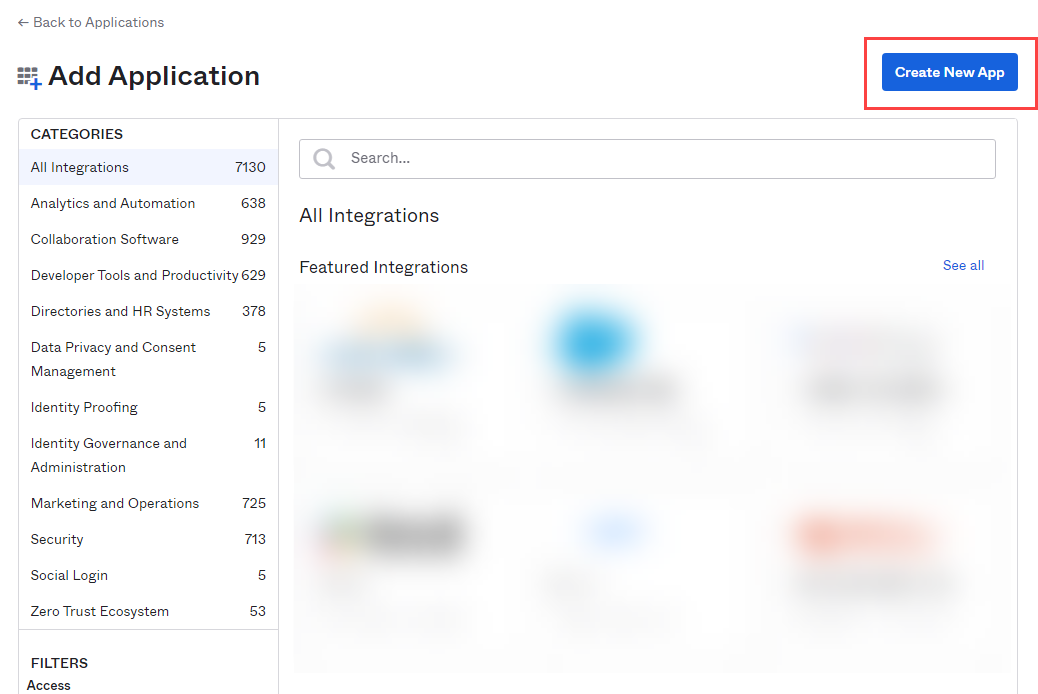 ← Back to Applications
Add Application
Create New App
CATEGORIES
All Integrations 7130
Analytics and Automation 638
Collaboration Software 929
Developer Tools and Productivity 629
Directories and HR Systems 378
Data Privacy and Consent 5
Management
Identity Proofing 5
Identity Governance and 11
Administration
Marketing and Operations 725
Security 713
Social Login 5
Zero Trust Ecosystem 53
FILTERS
Access
Search...
All Integrations
Featured Integrations
See all